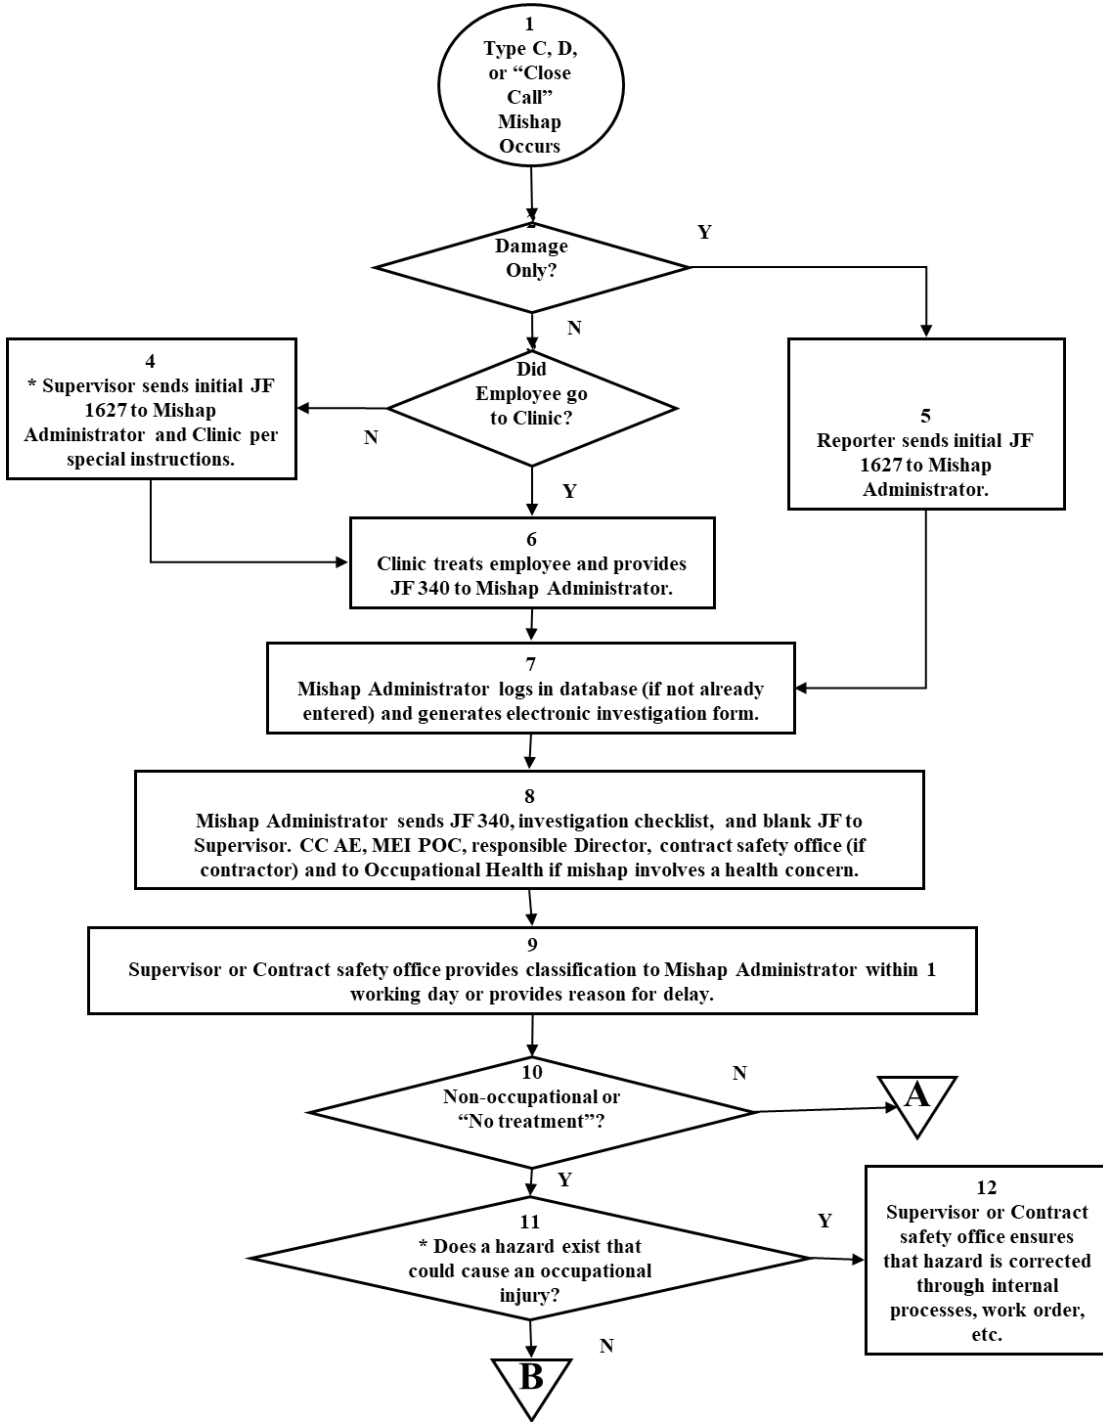 1
Type C, D,
or “Close
Call”
Mishap
Occurs
2
Damage
Only?
Y
N
Did
Employee go
to Clinic?
N
Y
4
* Supervisor sends initial JF
1627 to Mishap
Administrator and Clinic per
special instructions.
5
Reporter sends initial JF
1627 to Mishap
Administrator.
6
Clinic treats employee and provides
JF 340 to Mishap Administrator.
7
Mishap Administrator logs in database (if not already
entered) and generates electronic investigation form.
8
Mishap Administrator sends JF 340, investigation checklist, and blank JF to
Supervisor. CC AE, MEI POC, responsible Director, contract safety office (if
contractor) and to Occupational Health if mishap involves a health concern.
9
Supervisor or Contract safety office provides classification to Mishap Administrator within 1
working day or provides reason for delay.
10
Non-occupational or
“No treatment”?
N
A
Y
11
* Does a hazard exist that
could cause an occupational
injury?
Y
12
Supervisor or Contract
safety office ensures
that hazard is corrected
through internal
processes, work order,
etc.
N
B